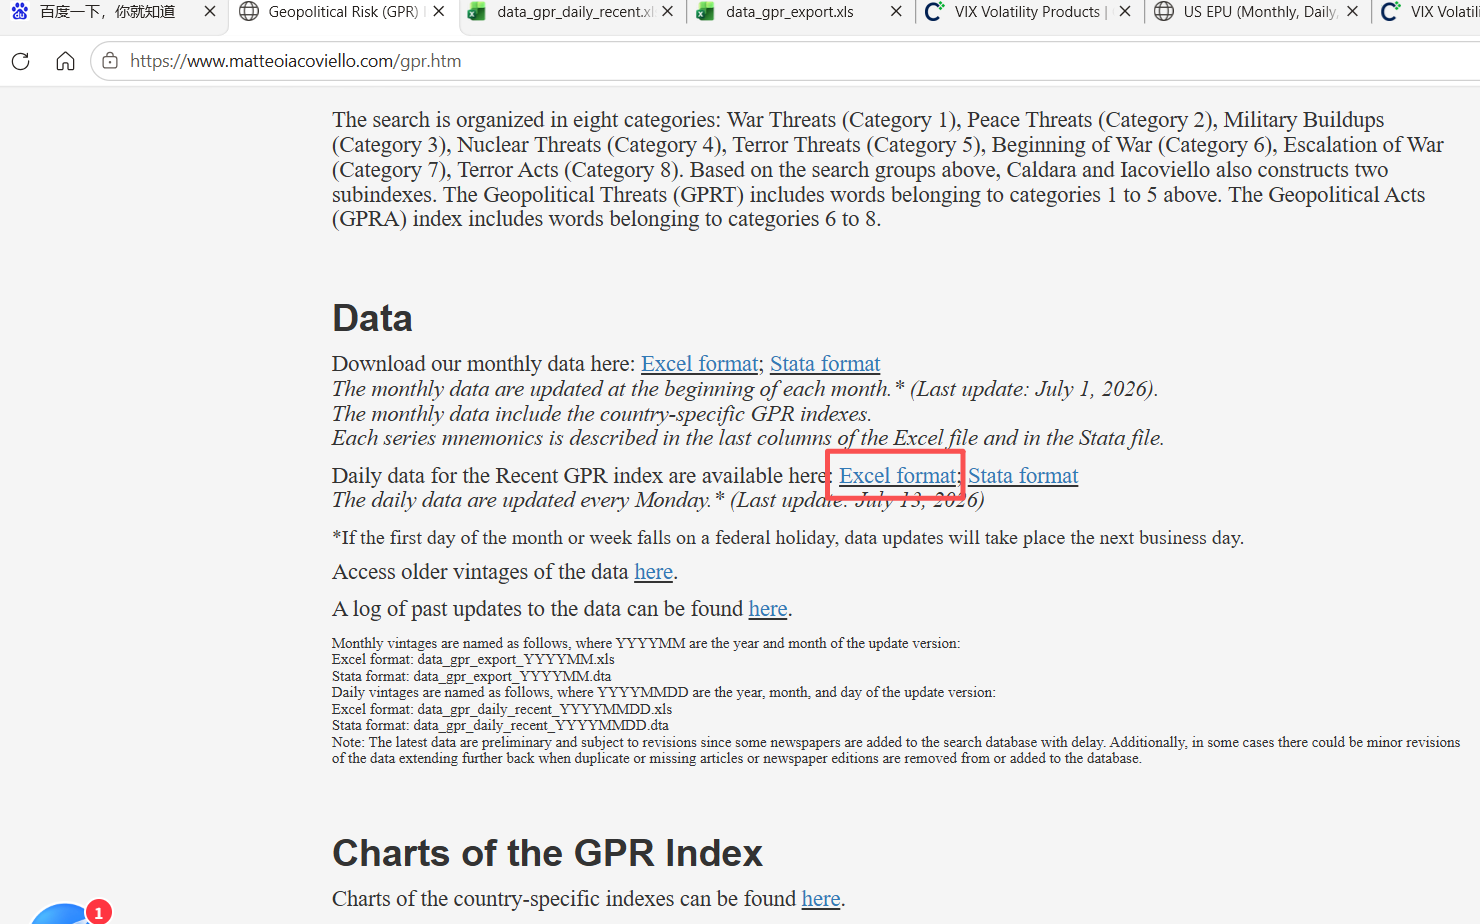 百度一下，你就知道
Geopolitical Risk (GPR)
data_gpr_daily_recent.xl
data_gpr_export.xls
VIX Volatility Products |
US EPU (Monthly, Daily,
VIX Volatil
https://www.matteoiacoviello.com/gpr.htm
The search is organized in eight categories: War Threats (Category 1), Peace Threats (Category 2), Military Buildups
(Category 3), Nuclear Threats (Category 4), Terror Threats (Category 5), Beginning of War (Category 6), Escalation of War
(Category 7), Terror Acts (Category 8). Based on the search groups above, Caldara and Iacoviello also constructs two
subindexes. The Geopolitical Threats (GPRT) includes words belonging to categories 1 to 5 above. The Geopolitical Acts
(GPRA) index includes words belonging to categories 6 to 8.
Data
Download our monthly data here: Excel format; Stata format
The monthly data are updated at the beginning of each month.* (Last update: July 1, 2026).
The monthly data include the country-specific GPR indexes.
Each series mnemonics is described in the last columns of the Excel file and in the Stata file.
Daily data for the Recent GPR index are available here: Excel format; Stata format
The daily data are updated every Monday.* (Last update: July 13, 2026)
*If the first day of the month or week falls on a federal holiday, data updates will take place the next business day.
Access older vintages of the data here.
A log of past updates to the data can be found here.
Monthly vintages are named as follows, where YYYYMM are the year and month of the update version:
Excel format: data_gpr_export_YYYYMM.xls
Stata format: data_gpr_export_YYYYMM.dta
Daily vintages are named as follows, where YYYYMMDD are the year, month, and day of the update version:
Excel format: data_gpr_daily_recent_YYYYMMDD.xls
Stata format: data_gpr_daily_recent_YYYYMMDD.dta
Note: The latest data are preliminary and subject to revisions since some newspapers are added to the search database with delay. Additionally, in some cases there could be minor revisions
of the data extending further back when duplicate or missing articles or newspaper editions are removed from or added to the database.
Charts of the GPR Index
Charts of the country-specific indexes can be found here.
1